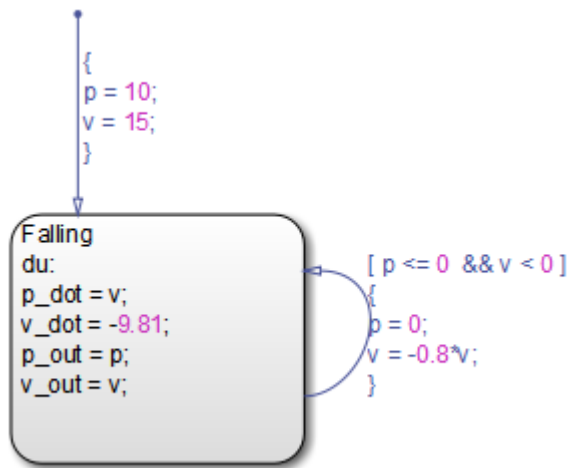 {
p = 10;
v = 15;
}
Falling
du:
p_dot = v;
v_dot = -9.81;
p_out = p;
v_out = v;
[ p <= 0 && v < 0 ]
{
p = 0;
v = -0.8*v;
}